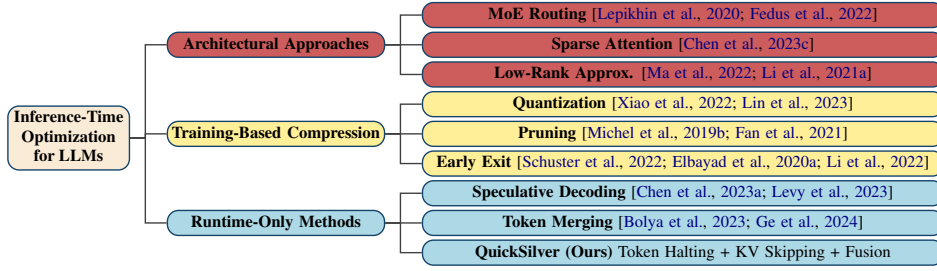 MoE Routing [Lepikhin et al., 2020; Fedus et al., 2022]
Architectural Approaches
Sparse Attention [Chen et al., 2023c]
Low-Rank Approx. [Ma et al., 2022; Li et al., 2021a]
Inference-Time
Optimization
for LLMs
Quantization [Xiao et al., 2022; Lin et al., 2023]
Training-Based Compression
Pruning [Michel et al., 2019b; Fan et al., 2021]
Early Exit [Schuster et al., 2022; Elbayad et al., 2020a; Li et al., 2022]
Speculative Decoding [Chen et al., 2023a; Levy et al., 2023]
Runtime-Only Methods
Token Merging [Bolya et al., 2023; Ge et al., 2024]
QuickSilver (Ours) Token Halting + KV Skipping + Fusion